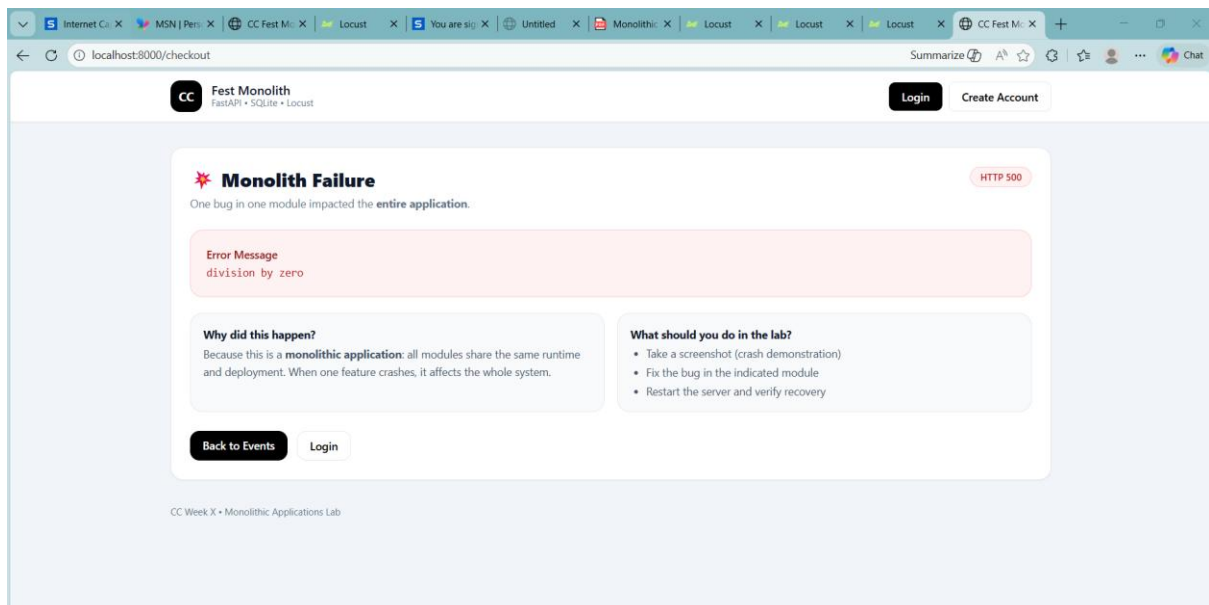 Internet Ca
MSN | Pers
CC Fest Mo
Locust
You are sig
Untitled
Monolithic
Locust
Locust
Locust
CC Fest Mo
localhost:8000/checkout
Summarize
Chat
CC
Fest Monolith
FastAPI • SQLite • Locust
Login
Create Account
Monolith Failure
HTTP 500
One bug in one module impacted the entire application.
Error Message
division by zero
Why did this happen?
Because this is a monolithic application: all modules share the same runtime
and deployment. When one feature crashes, it affects the whole system.
What should you do in the lab?
• Take a screenshot (crash demonstration)
• Fix the bug in the indicated module
• Restart the server and verify recovery
Back to Events
Login
CC Week X • Monolithic Applications Lab